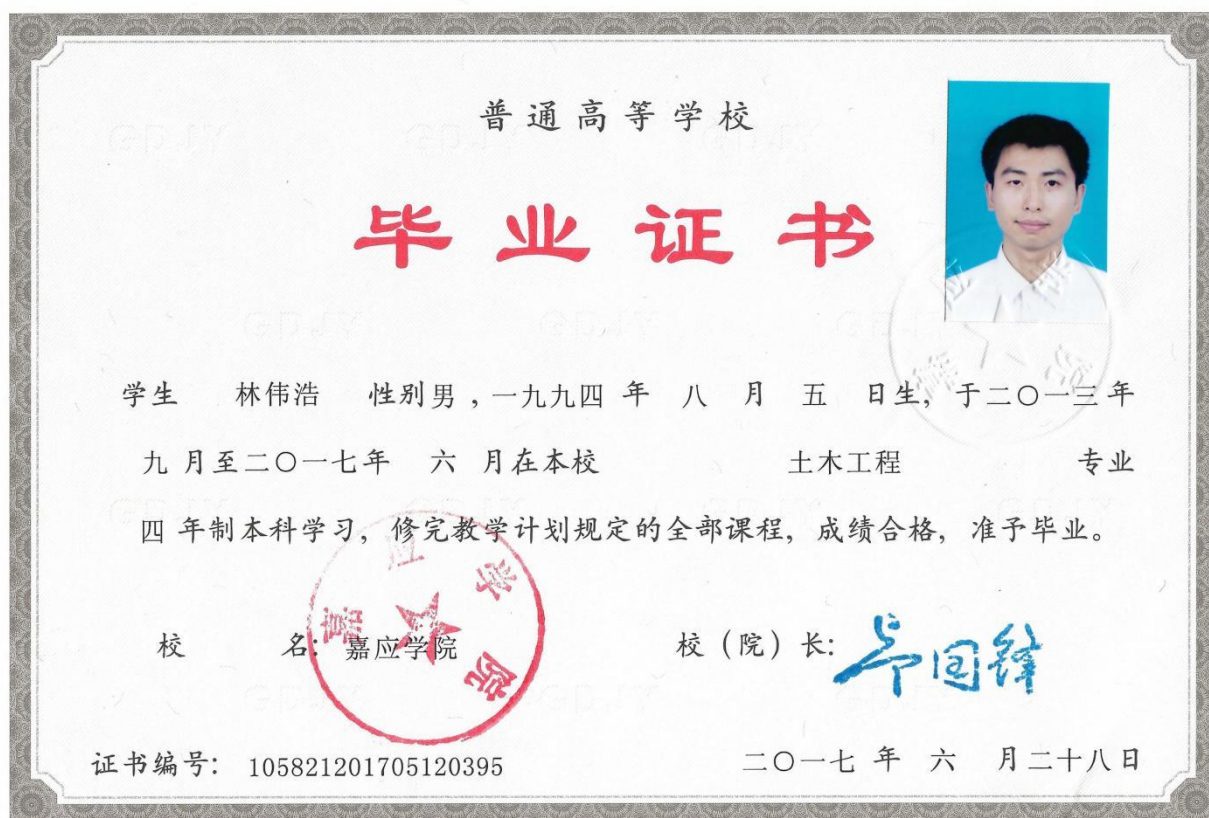 普通高等学校
毕业证书
学生 林伟浩 性别男，一九九四 年 八 月 五 日生，于二〇一三年
九 月至二〇一七年 六 月在本校 土木工程 专业
四 年制本科学习，修完教学计划规定的全部课程，成绩合格，准予毕业。
校 名：嘉应学院 校（院）长：
嘉应学院
证书编号：105821201705120395 二〇一七 年 六 月二十八日